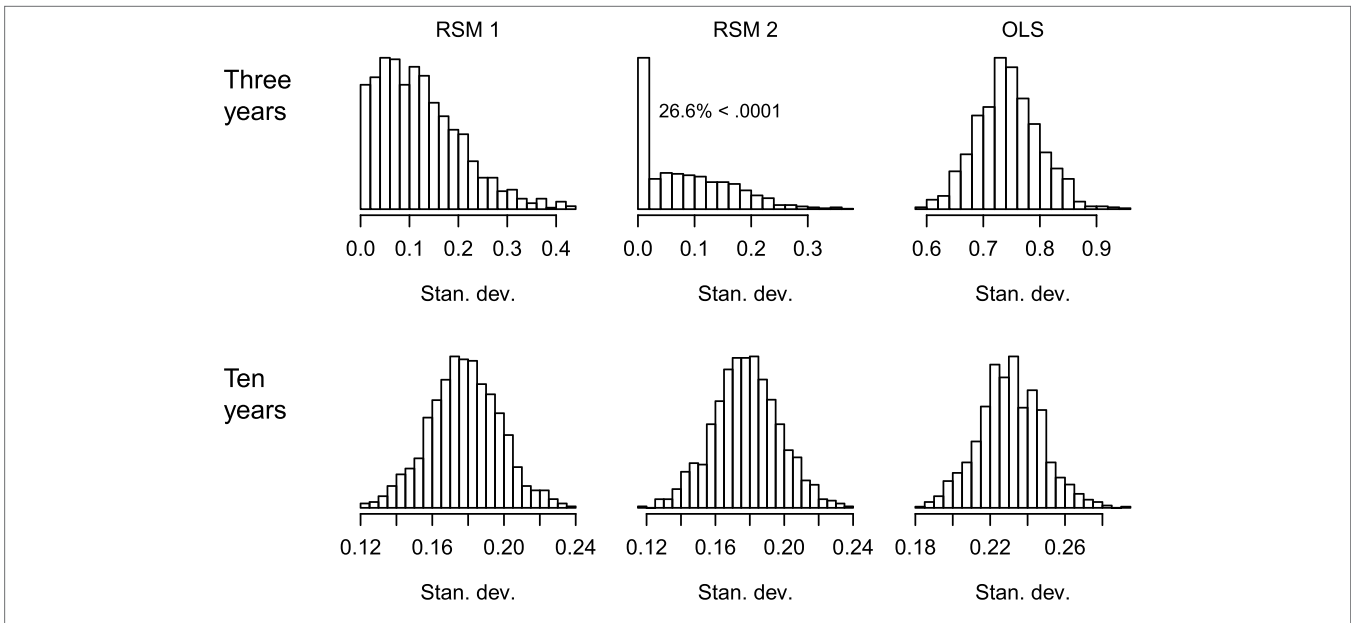 RSM 1 RSM 2 OLS
Three
years
26.6% < .0001
0.0 0.1 0.2 0.3 0.4 0.0 0.1 0.2 0.3 0.6 0.7 0.8 0.9
Stan. dev. Stan. dev. Stan. dev.
Ten
years
0.12 0.16 0.20 0.24 0.12 0.16 0.20 0.24 0.18 0.22 0.26
Stan. dev. Stan. dev. Stan. dev.